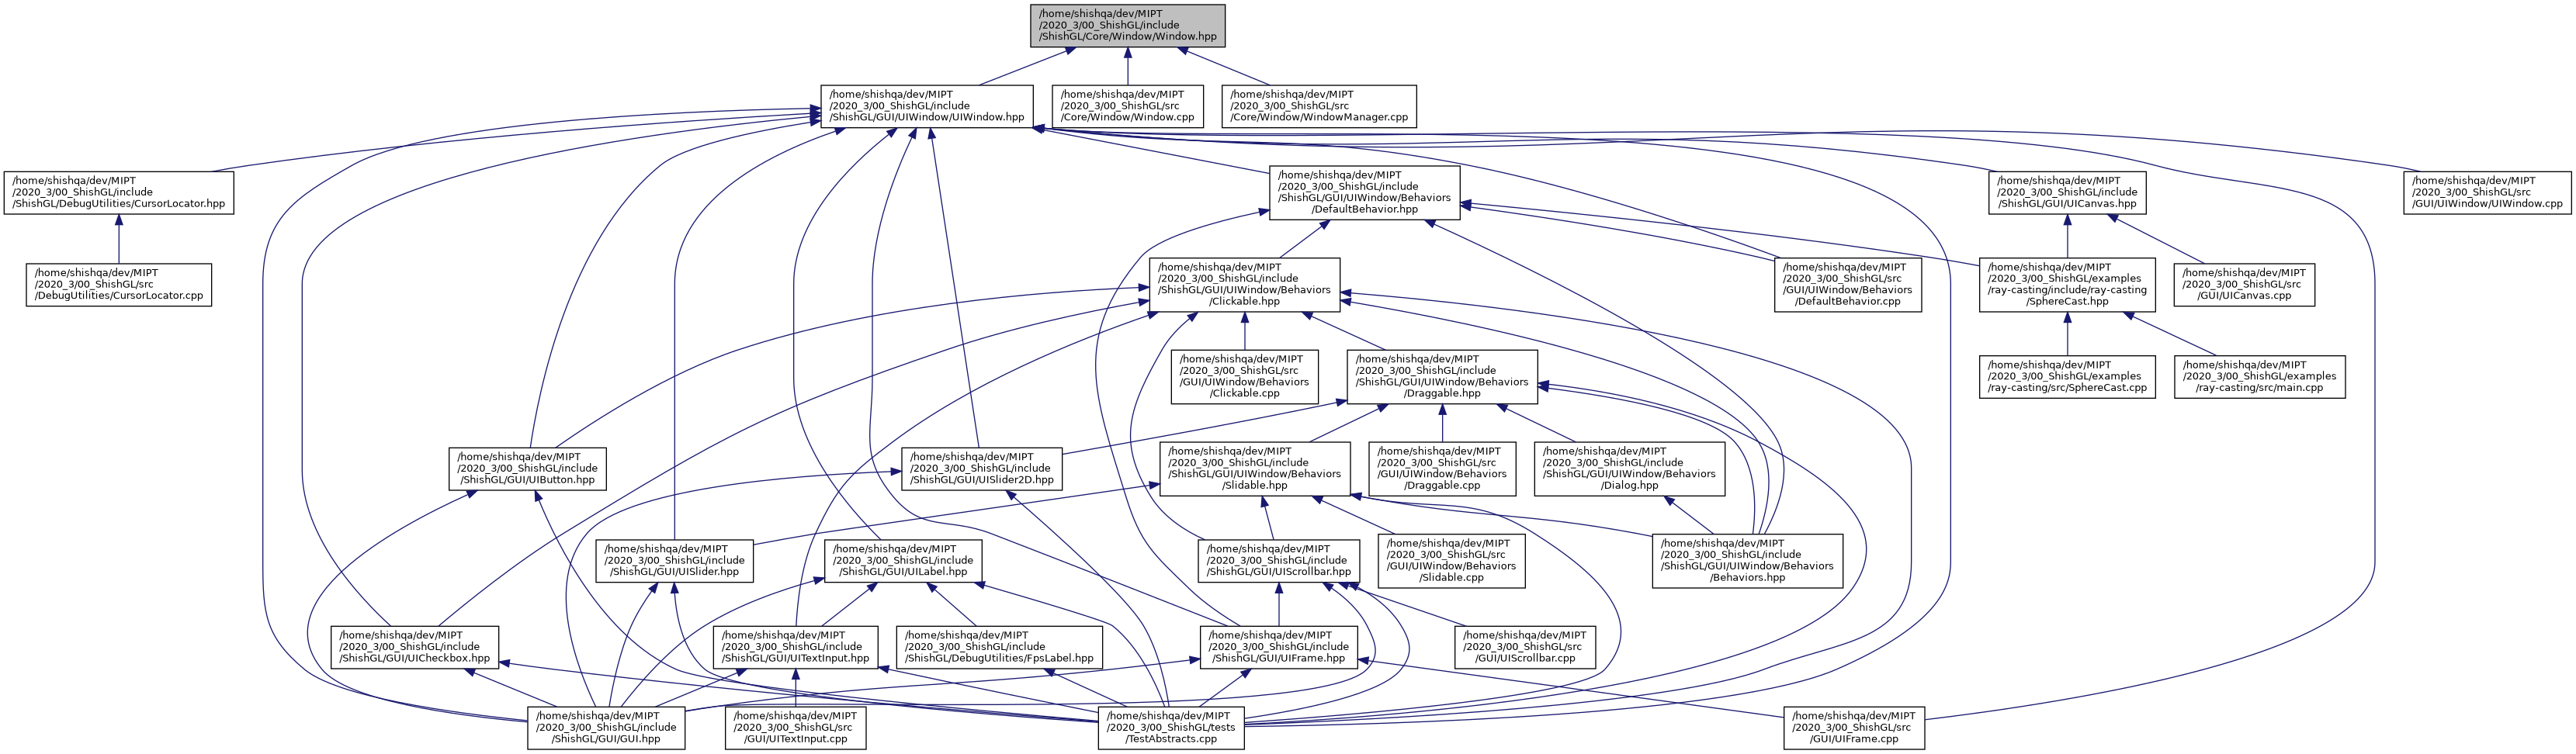 /home/shishqa/dev/MIPT
/2020_3/00_ShishGL/include
/ShishGL/Core/Window/Window.hpp
/home/shishqa/dev/MIPT
/2020_3/00_ShishGL/include
/ShishGL/GUI/UIWindow/UIWindow.hpp
/home/shishqa/dev/MIPT
/2020_3/00_ShishGL/src
/Core/Window/Window.cpp
/home/shishqa/dev/MIPT
/2020_3/00_ShishGL/src
/Core/Window/WindowManager.cpp
/home/shishqa/dev/MIPT
/2020_3/00_ShishGL/include
/ShishGL/DebugUtilities/CursorLocator.hpp
/home/shishqa/dev/MIPT
/2020_3/00_ShishGL/include
/ShishGL/GUI/UIWindow/Behaviors
/DefaultBehavior.hpp
/home/shishqa/dev/MIPT
/2020_3/00_ShishGL/include
/ShishGL/GUI/UICanvas.hpp
/home/shishqa/dev/MIPT
/2020_3/00_ShishGL/src
/GUI/UIWindow/UIWindow.cpp
/home/shishqa/dev/MIPT
/2020_3/00_ShishGL/src
/DebugUtilities/CursorLocator.cpp
/home/shishqa/dev/MIPT
/2020_3/00_ShishGL/include
/ShishGL/GUI/UIWindow/Behaviors
/Clickable.hpp
/home/shishqa/dev/MIPT
/2020_3/00_ShishGL/src
/GUI/UIWindow/Behaviors
/DefaultBehavior.cpp
/home/shishqa/dev/MIPT
/2020_3/00_ShishGL/examples
/ray-casting/include/ray-casting
/SphereCast.hpp
/home/shishqa/dev/MIPT
/2020_3/00_ShishGL/src
/GUI/UICanvas.cpp
/home/shishqa/dev/MIPT
/2020_3/00_ShishGL/src
/GUI/UIWindow/Behaviors
/Clickable.cpp
/home/shishqa/dev/MIPT
/2020_3/00_ShishGL/include
/ShishGL/GUI/UIWindow/Behaviors
/Draggable.hpp
/home/shishqa/dev/MIPT
/2020_3/00_ShishGL/examples
/ray-casting/src/SphereCast.cpp
/home/shishqa/dev/MIPT
/2020_3/00_ShishGL/examples
/ray-casting/src/main.cpp
/home/shishqa/dev/MIPT
/2020_3/00_ShishGL/include
/ShishGL/GUI/UIButton.hpp
/home/shishqa/dev/MIPT
/2020_3/00_ShishGL/include
/ShishGL/GUI/UISlider2D.hpp
/home/shishqa/dev/MIPT
/2020_3/00_ShishGL/include
/ShishGL/GUI/UIWindow/Behaviors
/Slidable.hpp
/home/shishqa/dev/MIPT
/2020_3/00_ShishGL/src
/GUI/UIWindow/Behaviors
/Draggable.cpp
/home/shishqa/dev/MIPT
/2020_3/00_ShishGL/include
/ShishGL/GUI/UIWindow/Behaviors
/Dialog.hpp
/home/shishqa/dev/MIPT
/2020_3/00_ShishGL/include
/ShishGL/GUI/UISlider.hpp
/home/shishqa/dev/MIPT
/2020_3/00_ShishGL/include
/ShishGL/GUI/UILabel.hpp
/home/shishqa/dev/MIPT
/2020_3/00_ShishGL/include
/ShishGL/GUI/UIScrollbar.hpp
/home/shishqa/dev/MIPT
/2020_3/00_ShishGL/src
/GUI/UIWindow/Behaviors
/Slidable.cpp
/home/shishqa/dev/MIPT
/2020_3/00_ShishGL/include
/ShishGL/GUI/UIWindow/Behaviors
/Behaviors.hpp
/home/shishqa/dev/MIPT
/2020_3/00_ShishGL/include
/ShishGL/GUI/UICheckbox.hpp
/home/shishqa/dev/MIPT
/2020_3/00_ShishGL/include
/ShishGL/GUI/UITextInput.hpp
/home/shishqa/dev/MIPT
/2020_3/00_ShishGL/include
/ShishGL/DebugUtilities/FpsLabel.hpp
/home/shishqa/dev/MIPT
/2020_3/00_ShishGL/include
/ShishGL/GUI/UIFrame.hpp
/home/shishqa/dev/MIPT
/2020_3/00_ShishGL/src
/GUI/UIScrollbar.cpp
/home/shishqa/dev/MIPT
/2020_3/00_ShishGL/include
/ShishGL/GUI/GUI.hpp
/home/shishqa/dev/MIPT
/2020_3/00_ShishGL/src
/GUI/UITextInput.cpp
/home/shishqa/dev/MIPT
/2020_3/00_ShishGL/tests
/TestAbstracts.cpp
/home/shishqa/dev/MIPT
/2020_3/00_ShishGL/src
/GUI/UIFrame.cpp